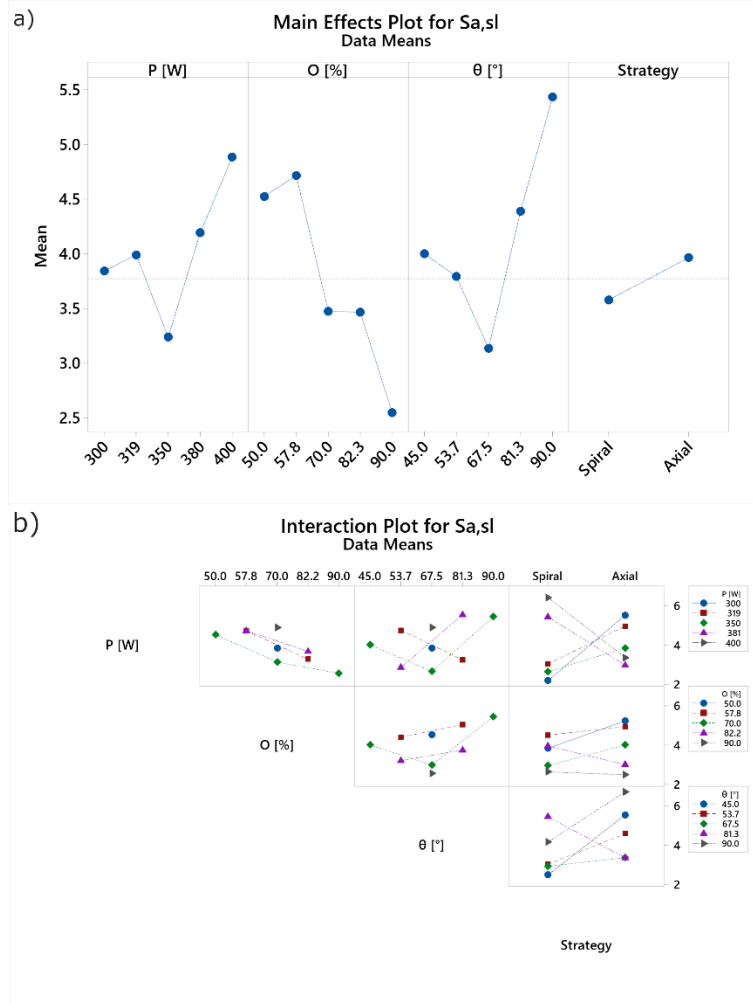 a)
Main Effects Plot for Sa,sl
Data Means
P [W] O [%] θ [°] Strategy
5.5
5.0
4.5
4.0
3.5
3.0
2.5
Mean
300 319 350 380 400 50.0 57.8 70.0 82.3 90.0 45.0 53.7 67.5 81.3 90.0 Spiral Axial
b)
Interaction Plot for Sa,sl
Data Means
50.0 57.8 70.0 82.2 90.0 45.0 53.7 67.5 81.3 90.0 Spiral Axial
P [W]
6
4
2
P [W]
300
319
350
381
400
O [%]
6
4
2
O [%]
50.0
57.8
70.0
82.2
90.0
θ [°]
6
4
2
θ [°]
45.0
53.7
67.5
81.3
90.0
Strategy